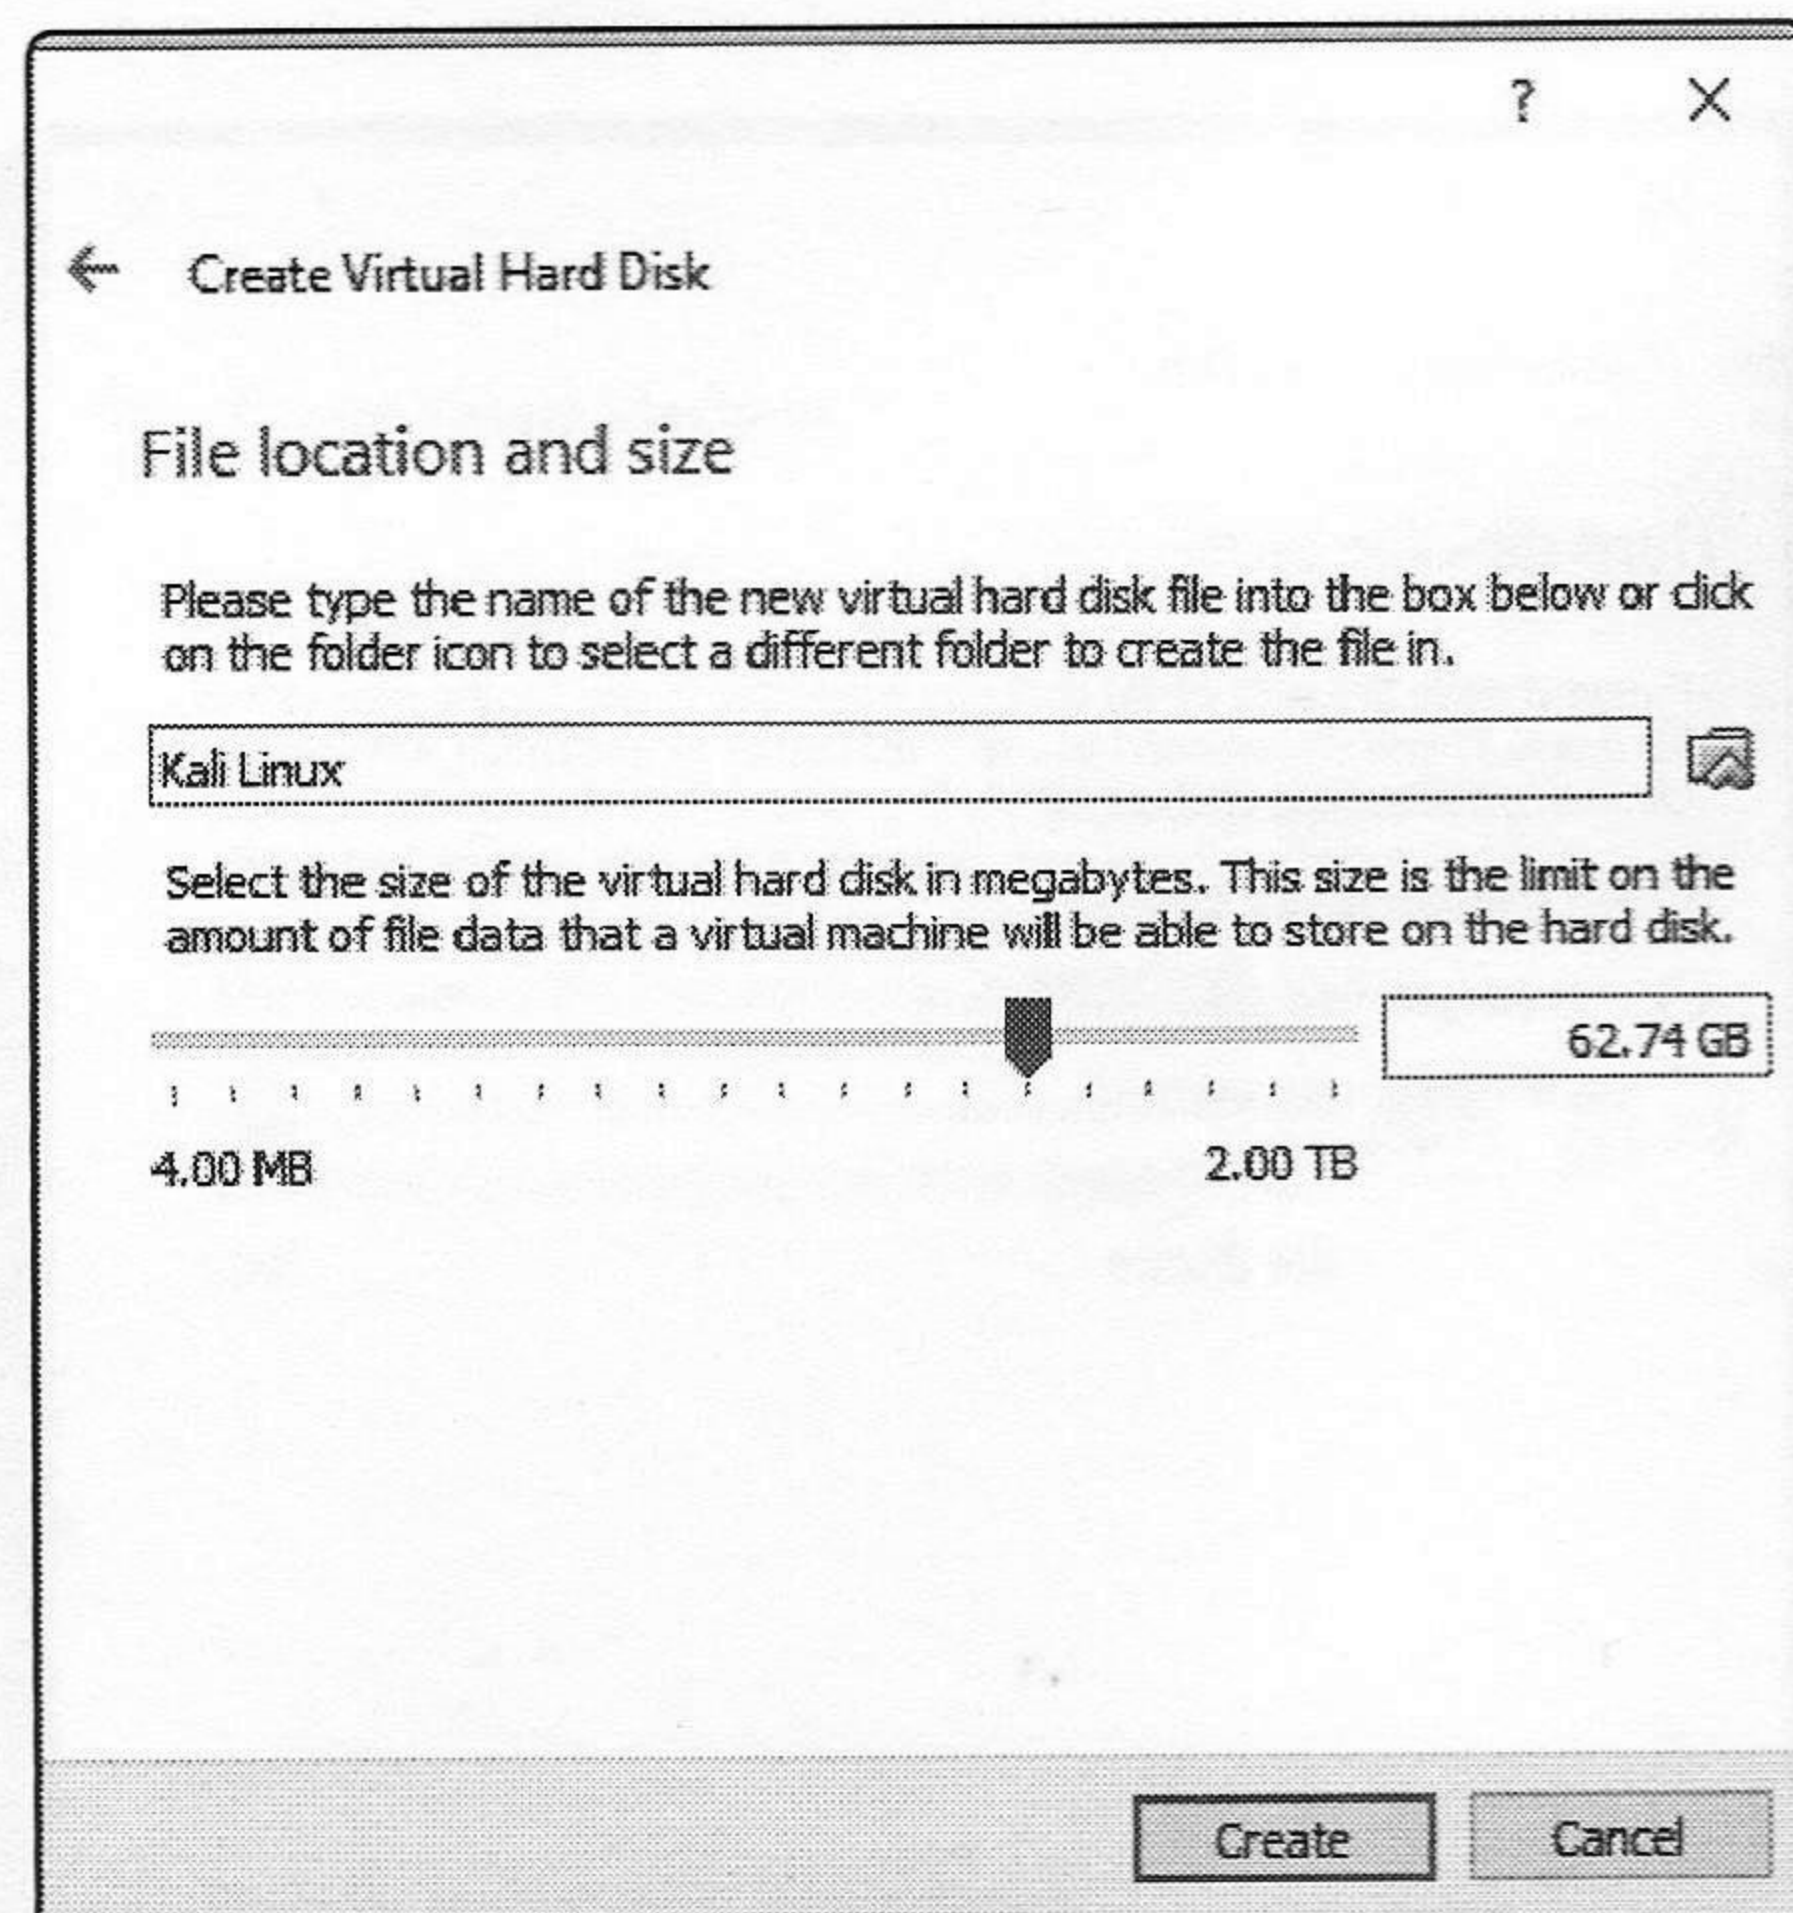 ?
Create Virtual Hard Disk
File location and size
Please type the name of the new virtual hard disk file into the box below or click
on the folder icon to select a different folder to create the file in.
Kali Linux
Select the size of the virtual hard disk in megabytes. This size is the limit on the
amount of file data that a virtual machine will be able to store on the hard disk.
62.74 GB
4.00 MB 2.00 TB
Create Cancel